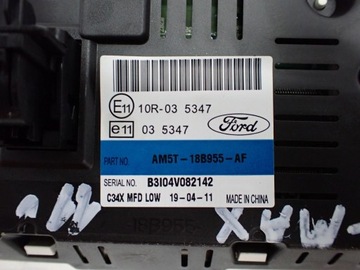 E11 10R-03 5347
e11 03 5347
Ford
PART NO. AM5T-18B955-AF
SERIAL NO. B3I04V082142
C34X MFD LOW 19-04-11 MADE IN CHINA
18B955